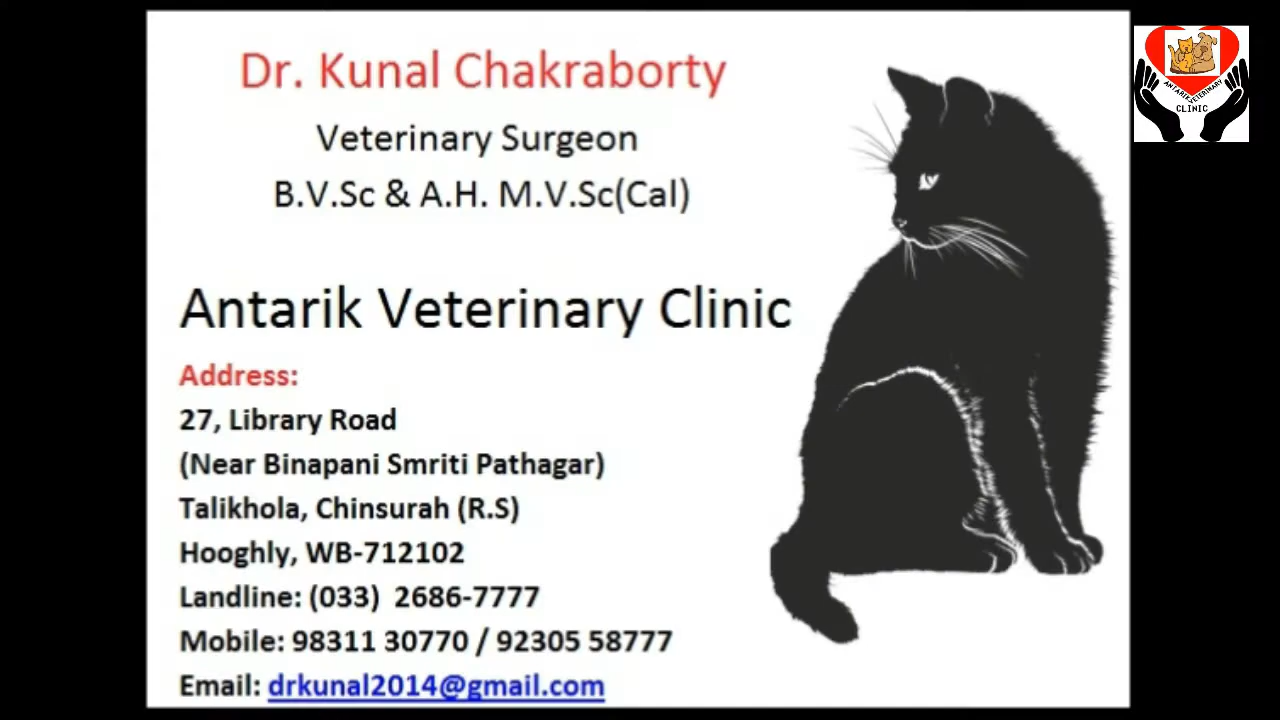 Dr. Kunal Chakraborty
Veterinary Surgeon
B.V.Sc & A.H. M.V.Sc(Cal)
Antarik Veterinary Clinic
Address:
27, Library Road
(Near Binapani Smriti Pathagar)
Talikhola, Chinsurah (R.S)
Hooghly, WB-712102
Landline: (033) 2686-7777
Mobile: 98311 30770 / 92305 58777
Email: drkunal2014@gmail.com
ANTARIK VETERINARY
CLINIC